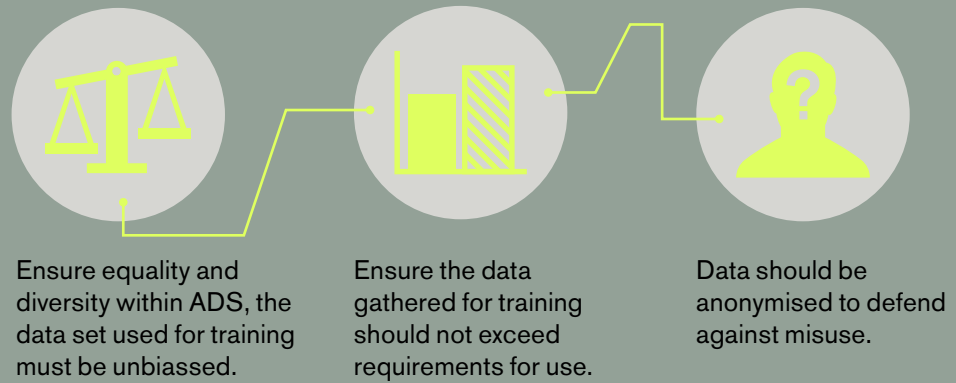 Ensure equality and
diversity within ADS, the
data set used for training
must be unbiassed.
Ensure the data
gathered for training
should not exceed
requirements for use.
?
Data should be
anonymised to defend
against misuse.